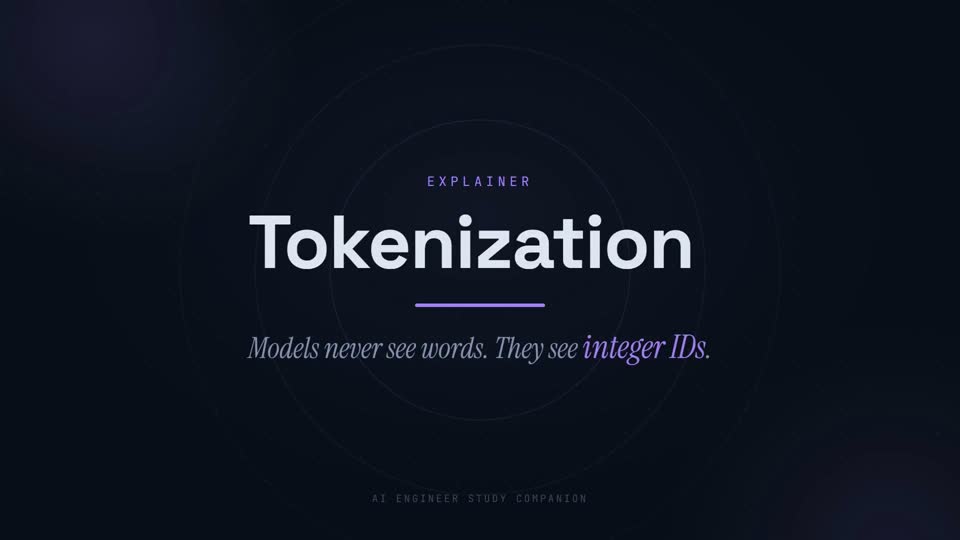 EXPLAINER
Tokenization
Models never see words. They see integer IDs.
AI ENGINEER STUDY COMPANION